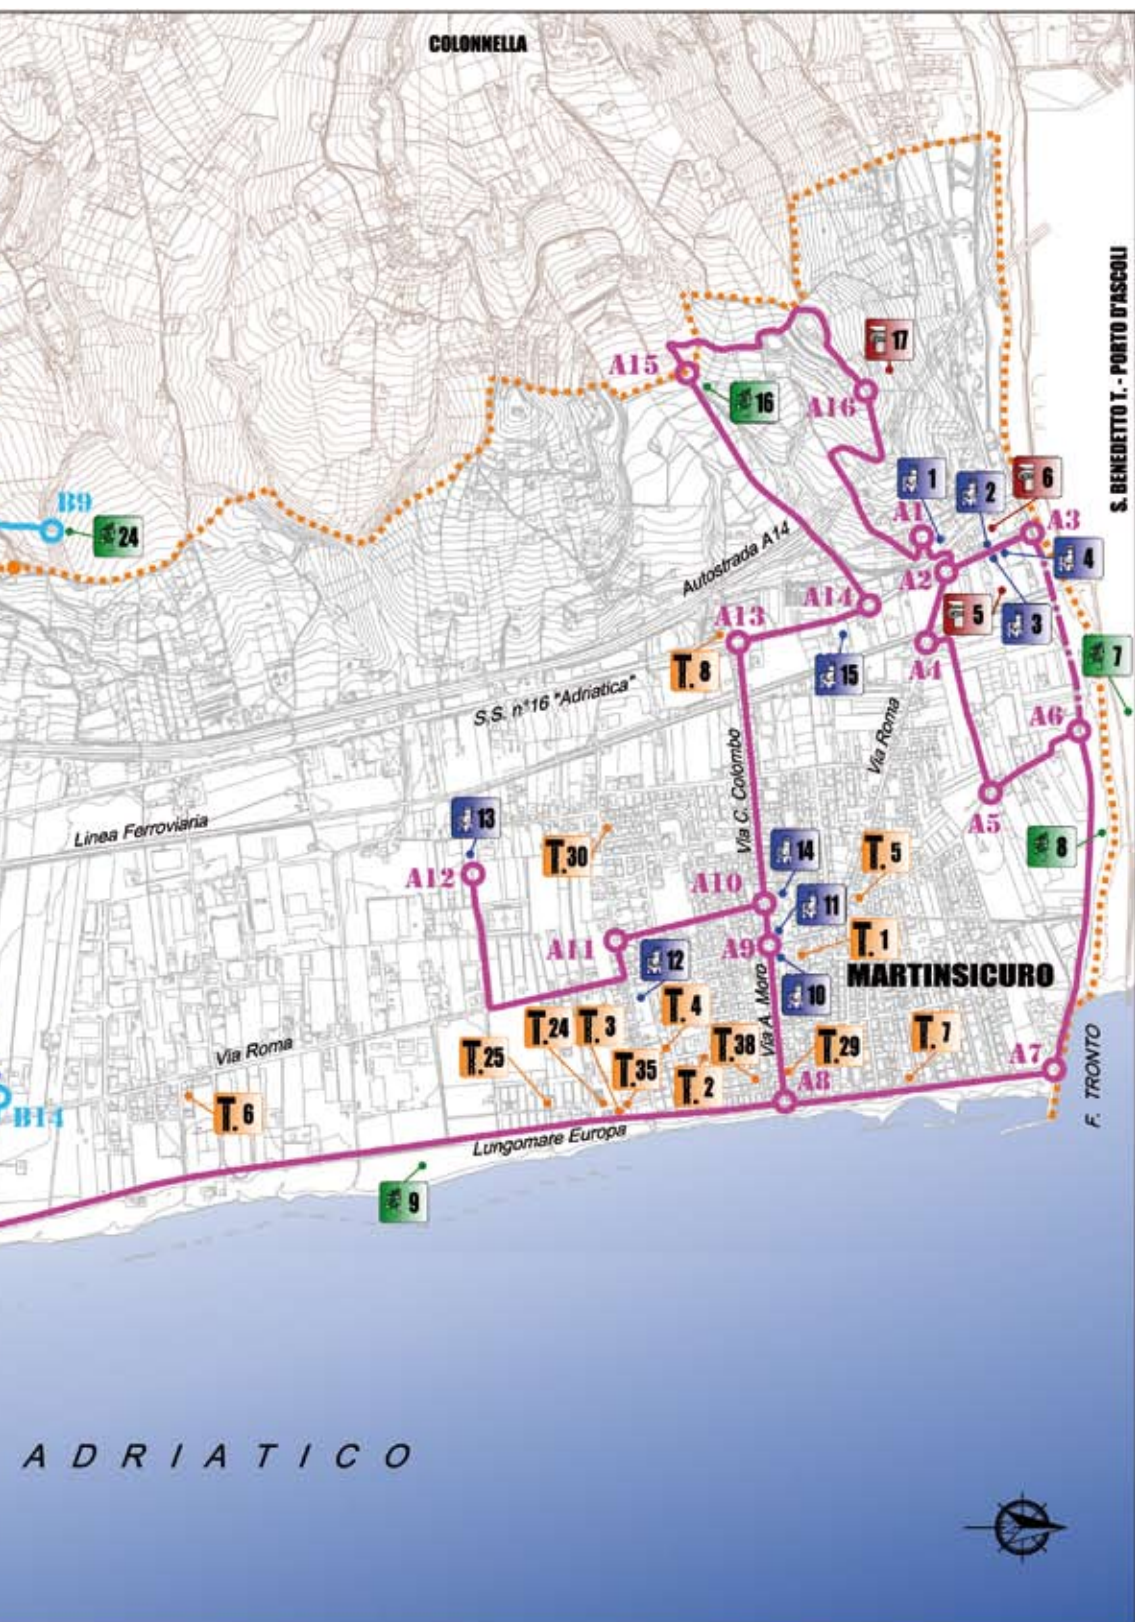 COLONNELLA
S. BENEDETTO T. - PORTO D'ASCOLI
17
A15
16
A16
B9
24
1
2
6
A1
A3
4
Autostrada A14
A2
A14
5
3
A13
A4
T. 8
15
7
S.S. n°16 "Adriatica"
Via Roma
A6
Via C. Colombo
A5
Linea Ferroviaria
13
T.30
14
T. 5
8
A12
A10
11
A11
A9
T. 1
12
10
MARTINSICURO
T. 4
Via A. Moro
T.24
T. 3
T.38
T.29
T. 7
Via Roma
T.25
T.35
T. 2
A7
F. TRONTO
B14
T. 6
A8
Lungomare Europa
9
ADRIATICO